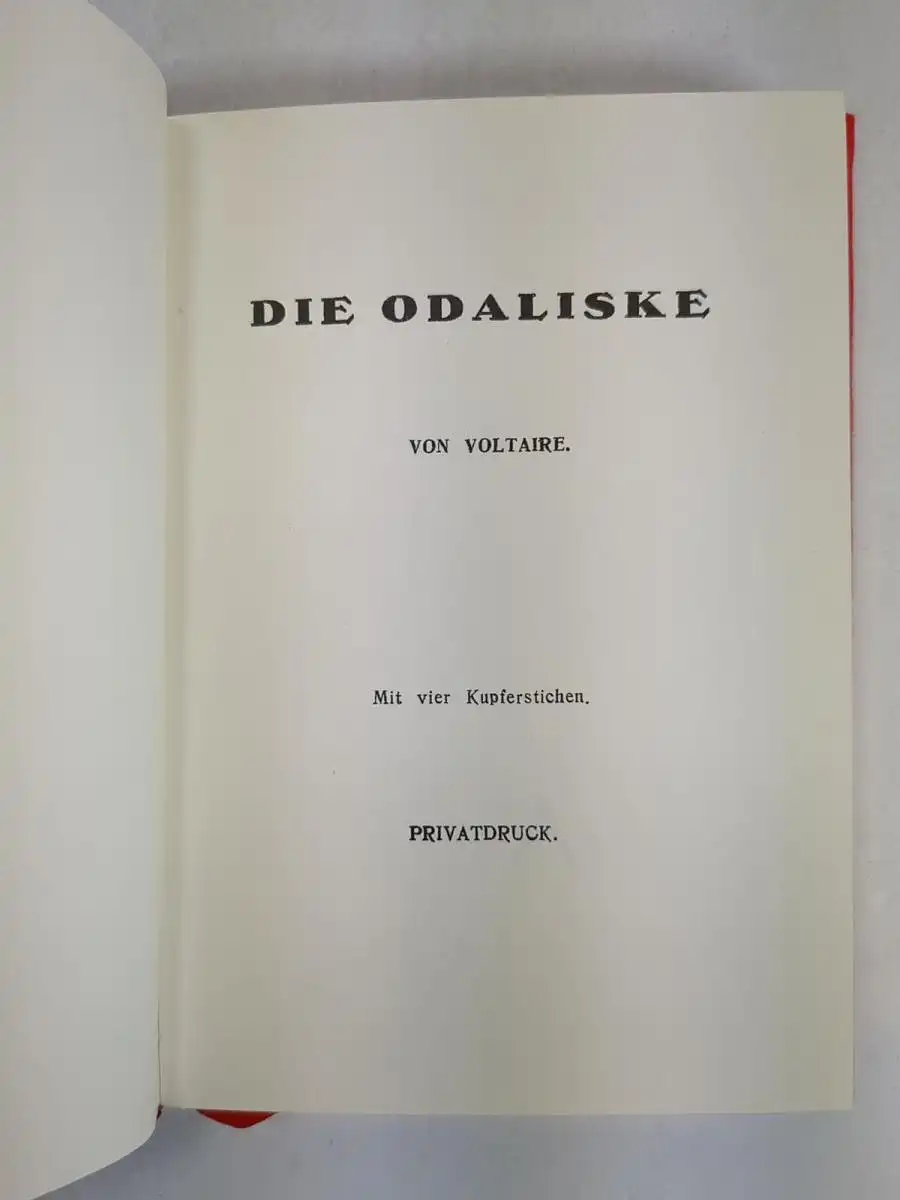 DIE ODALISKE
VON VOLTAIRE.
Mit vier Kupferstichen.
PRIVATDRUCK.